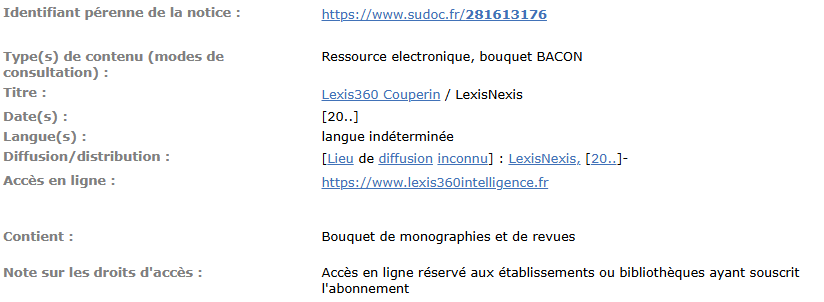 Identifiant pérenne de la notice : https://www.sudoc.fr/281613176
Type(s) de contenu (modes de consultation) : Ressource electronique, bouquet BACON
Titre : Lexis360 Couperin / LexisNexis
Date(s) : [20..]
Langue(s) : langue indéterminée
Diffusion/distribution : [Lieu de diffusion inconnu] : LexisNexis, [20..]-
Accès en ligne : https://www.lexis360intelligence.fr
Contient : Bouquet de monographies et de revues
Note sur les droits d'accès : Accès en ligne réservé aux établissements ou bibliothèques ayant souscrit
l'abonnement